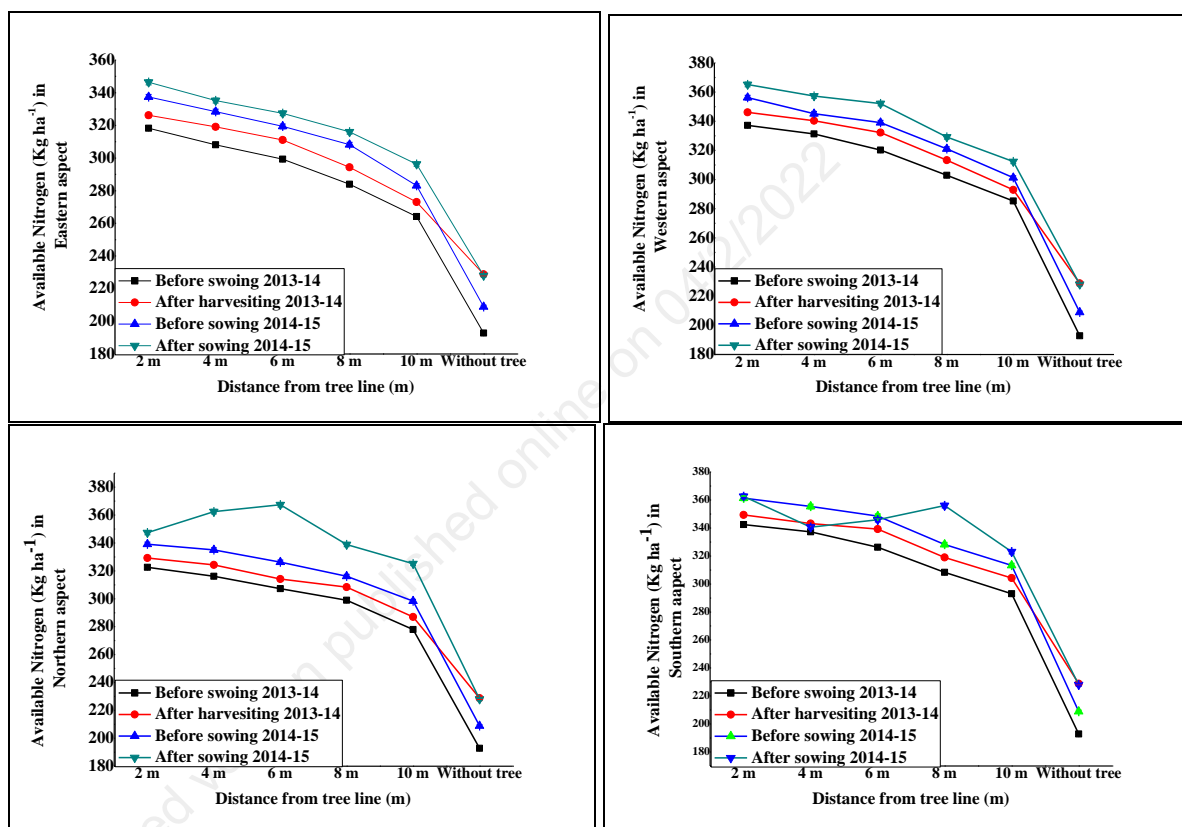 Available Nitrogen (Kg ha⁻¹) in
Eastern aspect
360
340
320
300
280
260
240
220
200
180
Before swoing 2013-14
After harvesiting 2013-14
Before sowing 2014-15
After sowing 2014-15
2 m 4 m 6 m 8 m 10 m Without tree
Distance from tree line (m)
Available Nitrogen (Kg ha⁻¹) in
Western aspect
380
360
340
320
300
280
260
240
220
200
180
Before swoing 2013-14
After harvesiting 2013-14
Before sowing 2014-15
After sowing 2014-15
2 m 4 m 6 m 8 m 10 m Without tree
Distance from tree line (m)
Available Nitrogen (Kg ha⁻¹) in
Northern aspect
380
360
340
320
300
280
260
240
220
200
180
Before swoing 2013-14
After harvesiting 2013-14
Before sowing 2014-15
After sowing 2014-15
2 m 4 m 6 m 8 m 10 m Without tree
Distance from tree line (m)
Available Nitrogen (Kg ha⁻¹) in
Southern aapect
380
360
340
320
300
280
260
240
220
200
180
Before swoing 2013-14
After harvesiting 2013-14
Before sowing 2014-15
After sowing 2014-15
2 m 4 m 6 m 8 m 10 m Without tree
Distance from tree line (m)
published online on 04/2/2022